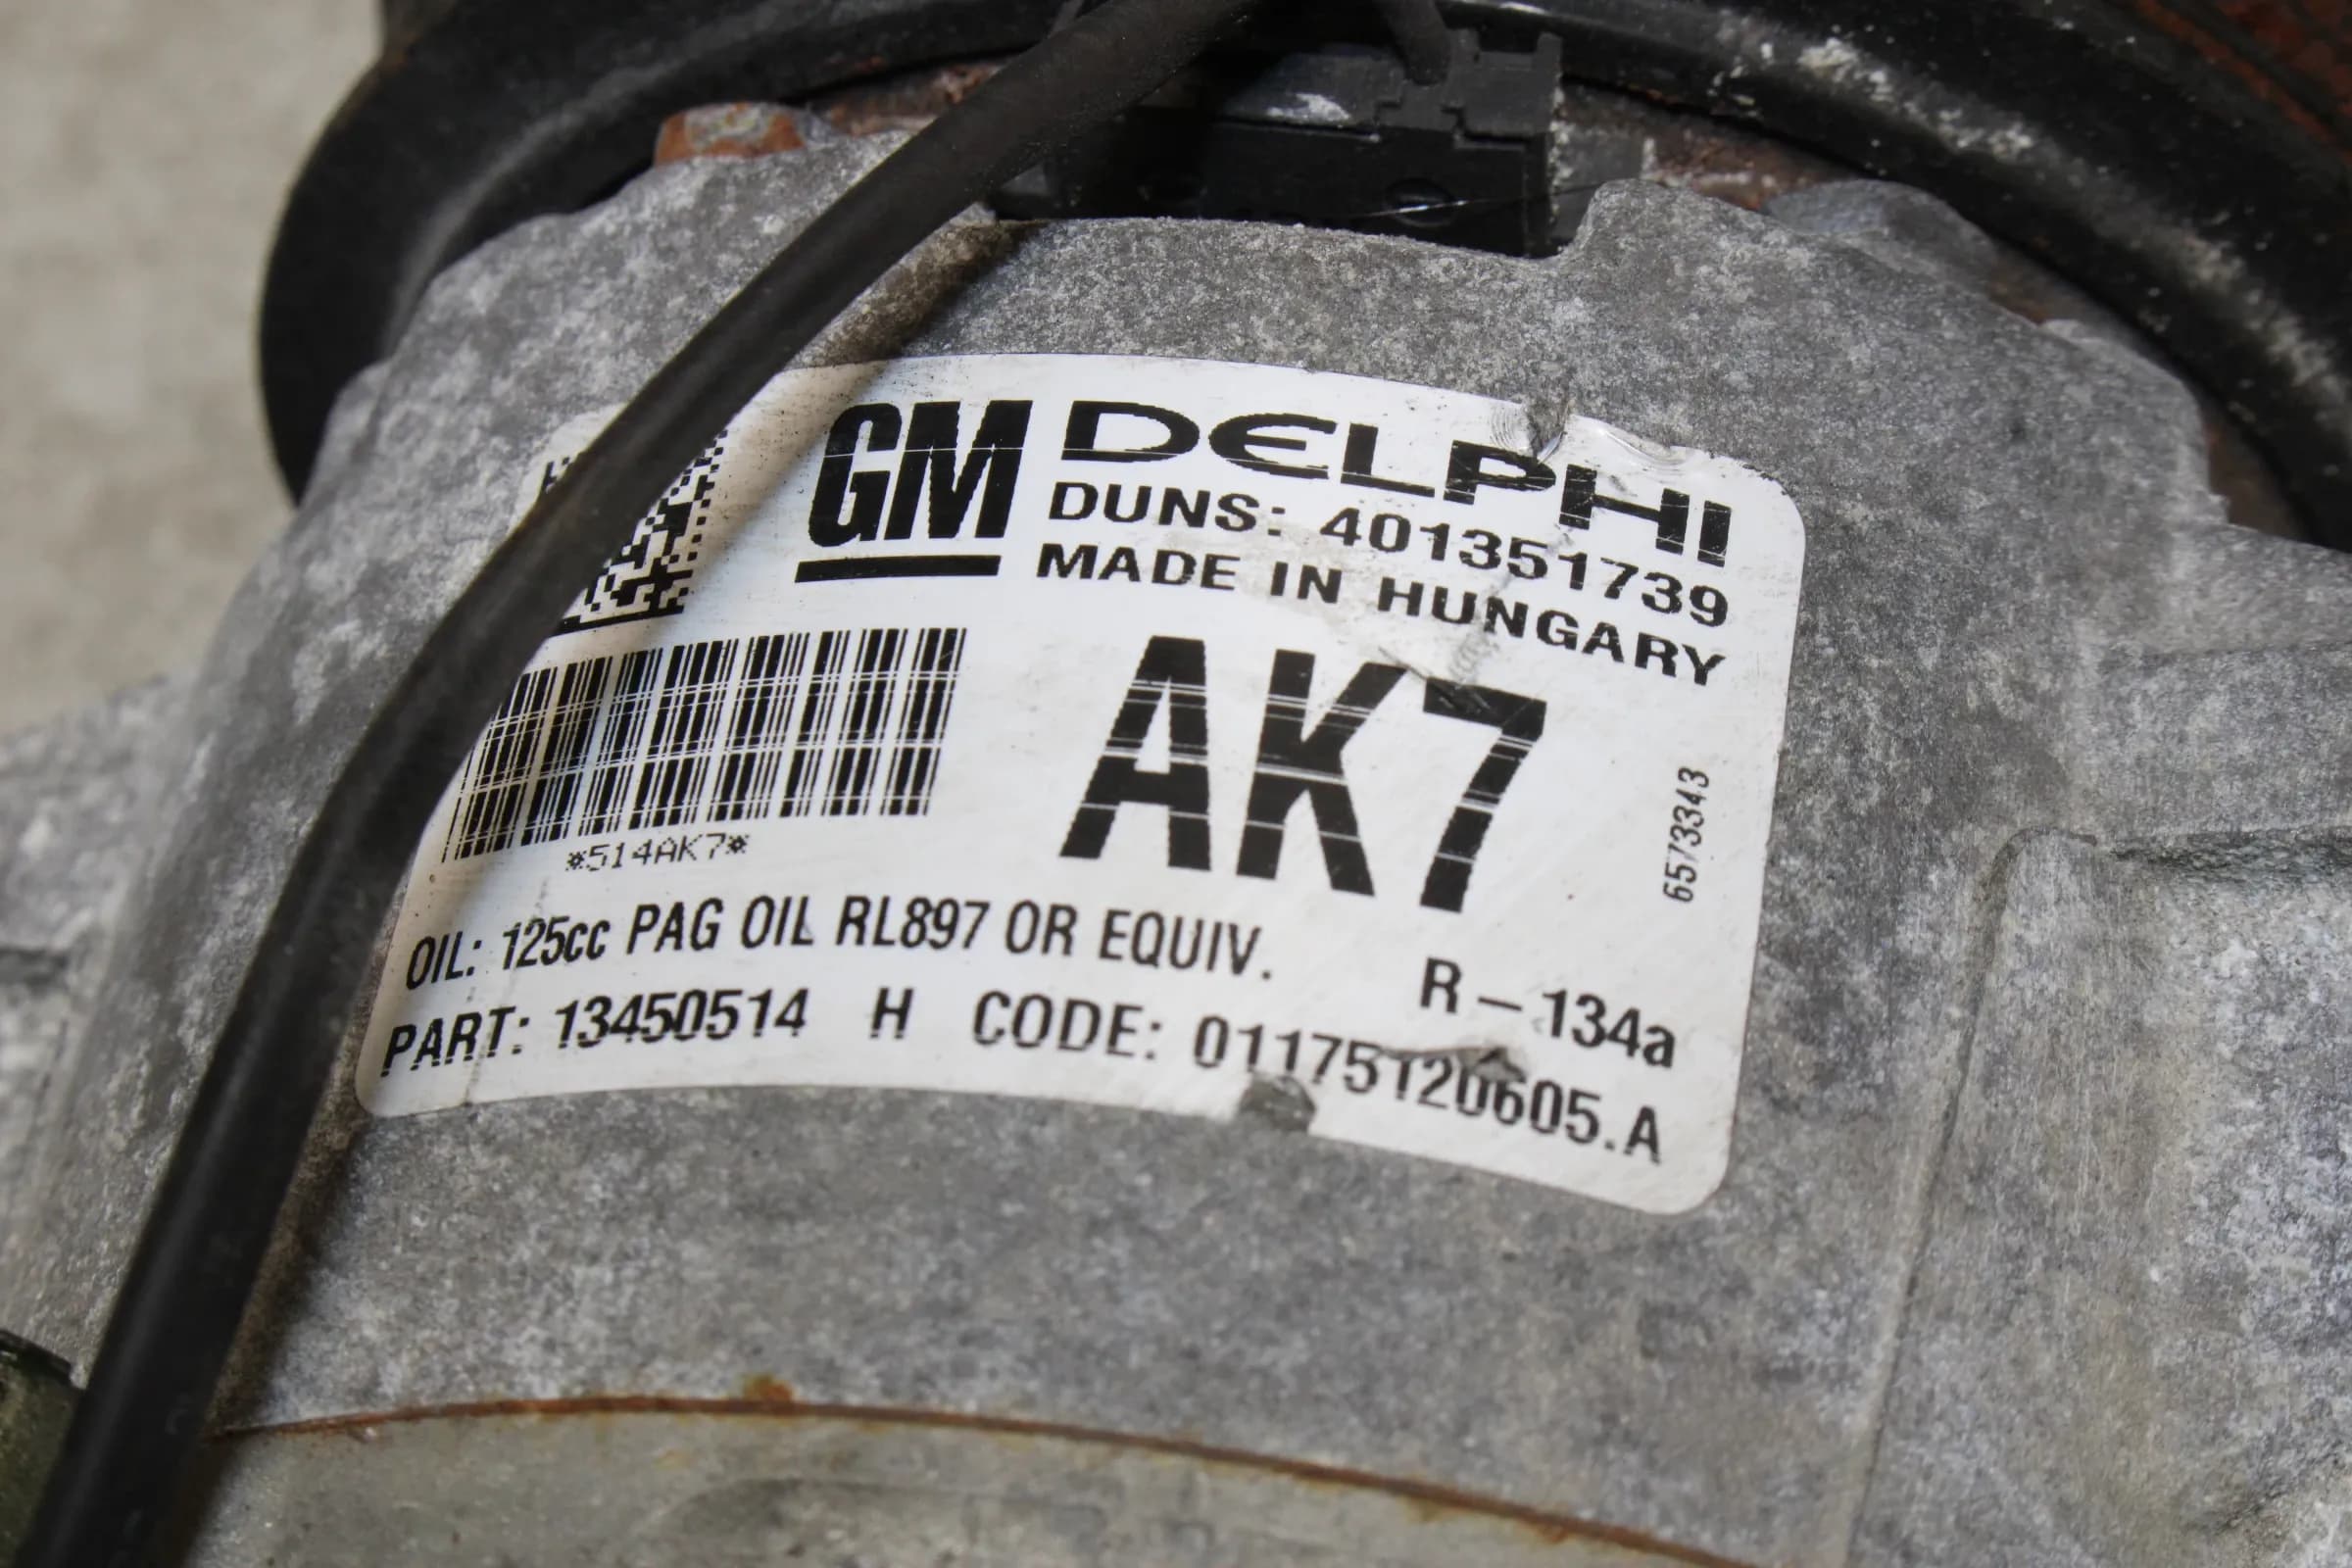 GM DELPHI
DUNS: 401351739
MADE IN HUNGARY
AK7
*514AK7*
65733343
OIL: 125cc PAG OIL RL897 OR EQUIV.
R-134a
PART: 13450514 H CODE: 01175120605.A